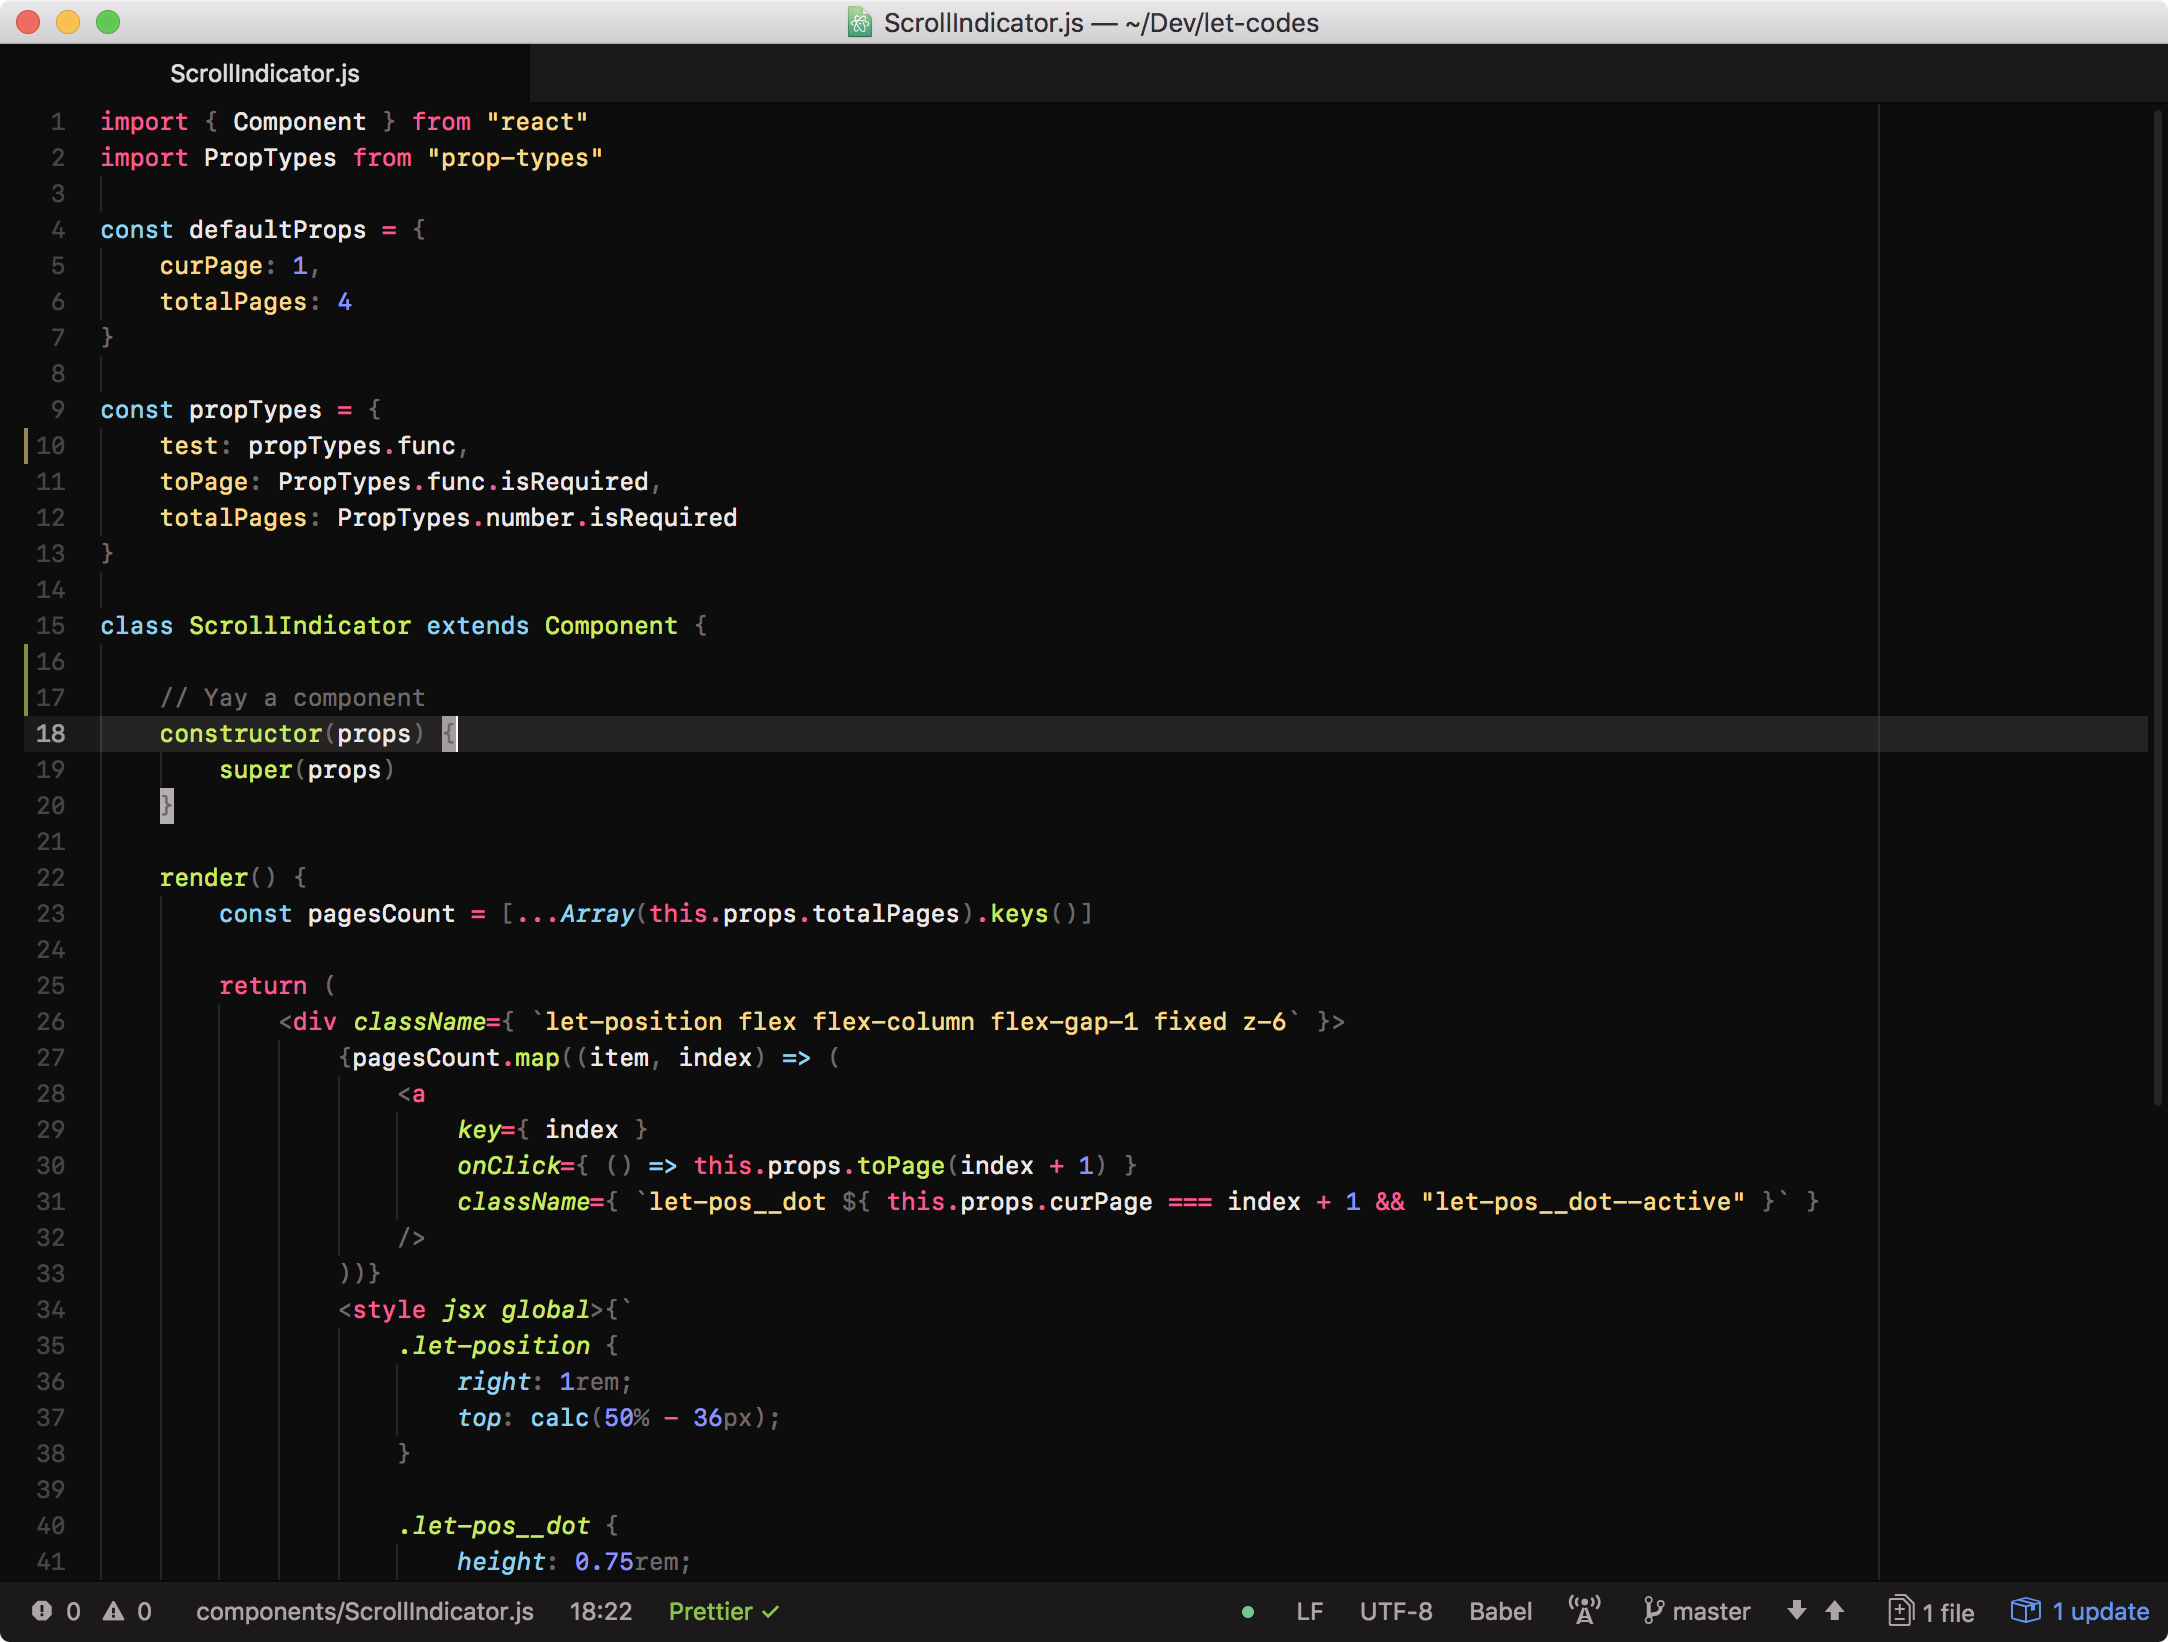 ScrollIndicator.js — ~/Dev/let-codes
ScrollIndicator.js
1 import { Component } from "react"
2 import PropTypes from "prop-types"
3
4 const defaultProps = {
5     curPage: 1,
6     totalPages: 4
7 }
8
9 const propTypes = {
10     test: propTypes.func,
11     toPage: PropTypes.func.isRequired,
12     totalPages: PropTypes.number.isRequired
13 }
14
15 class ScrollIndicator extends Component {
16
17     // Yay a component
18     constructor(props) {
19         super(props)
20     }
21
22     render() {
23         const pagesCount = [...Array(this.props.totalPages).keys()]
24
25         return (
26             <div className={ `let-position flex flex-column flex-gap-1 fixed z-6` }>
27                 {pagesCount.map((item, index) => (
28                     <a
29                         key={ index }
30                         onClick={ () => this.props.toPage(index + 1) }
31                         className={ `let-pos__dot ${ this.props.curPage === index + 1 && "let-pos__dot--active" }` }
32                     />
33                 ))}
34                 <style jsx global>{`
35                     .let-position {
36                         right: 1rem;
37                         top: calc(50% - 36px);
38                     }
39
40                     .let-pos__dot {
41                         height: 0.75rem;
0 0 components/ScrollIndicator.js 18:22 Prettier ✓ LF UTF-8 Babel master 1 file 1 update